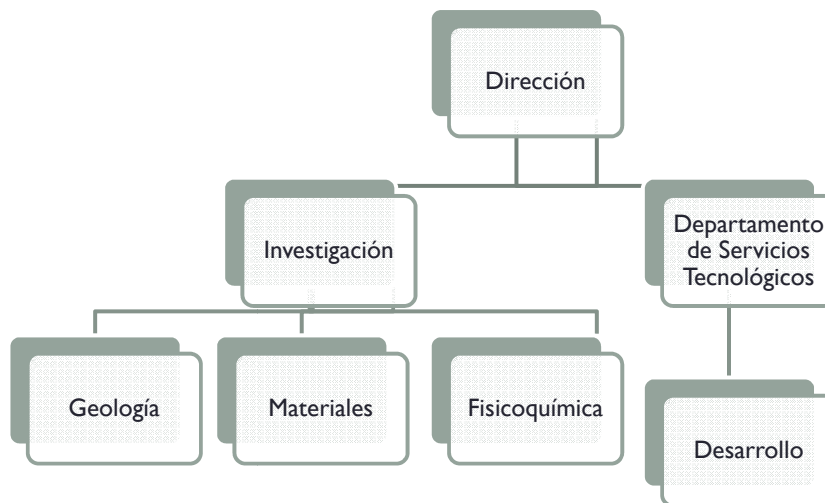 Dirección
Investigación
Departamento
de Servicios
Tecnológicos
Geología
Materiales
Fisicoquímica
Desarrollo